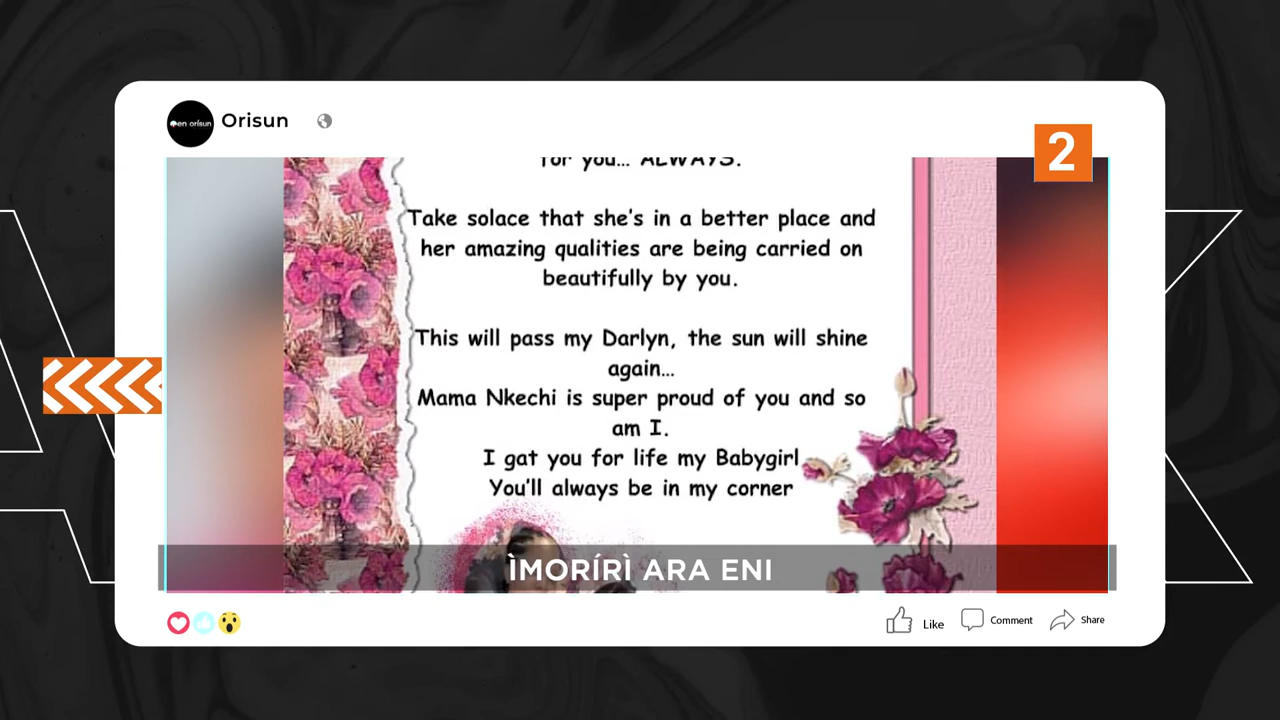 en orísun
Orisun
2
for you... ALWAYS.
Take solace that she's in a better place and
her amazing qualities are being carried on
beautifully by you.
This will pass my Darlyn, the sun will shine
again...
Mama Nkechi is super proud of you and so
am I.
I gat you for life my Babygirl
You'll always be in my corner
ÌMORÍRÌ ARA ENI
Like
Comment
Share